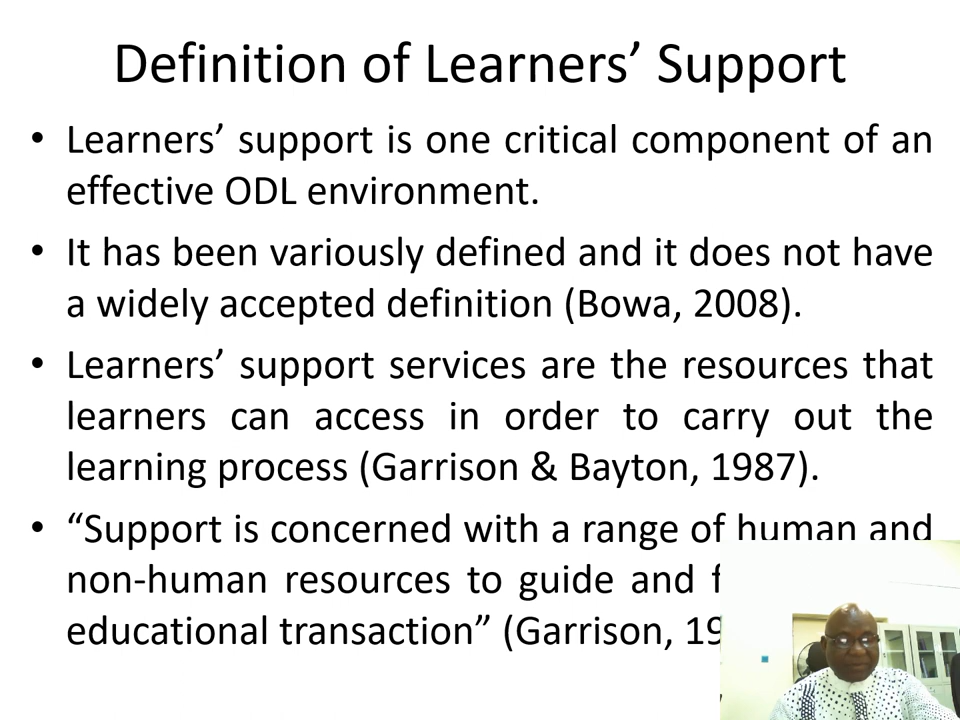 Definition of Learners’ Support
• Learners’ support is one critical component of an
effective ODL environment.
• It has been variously defined and it does not have
a widely accepted definition (Bowa, 2008).
• Learners’ support services are the resources that
learners can access in order to carry out the
learning process (Garrison & Bayton, 1987).
• “Support is concerned with a range of human and
non-human resources to guide and
educational transaction” (Garrison,